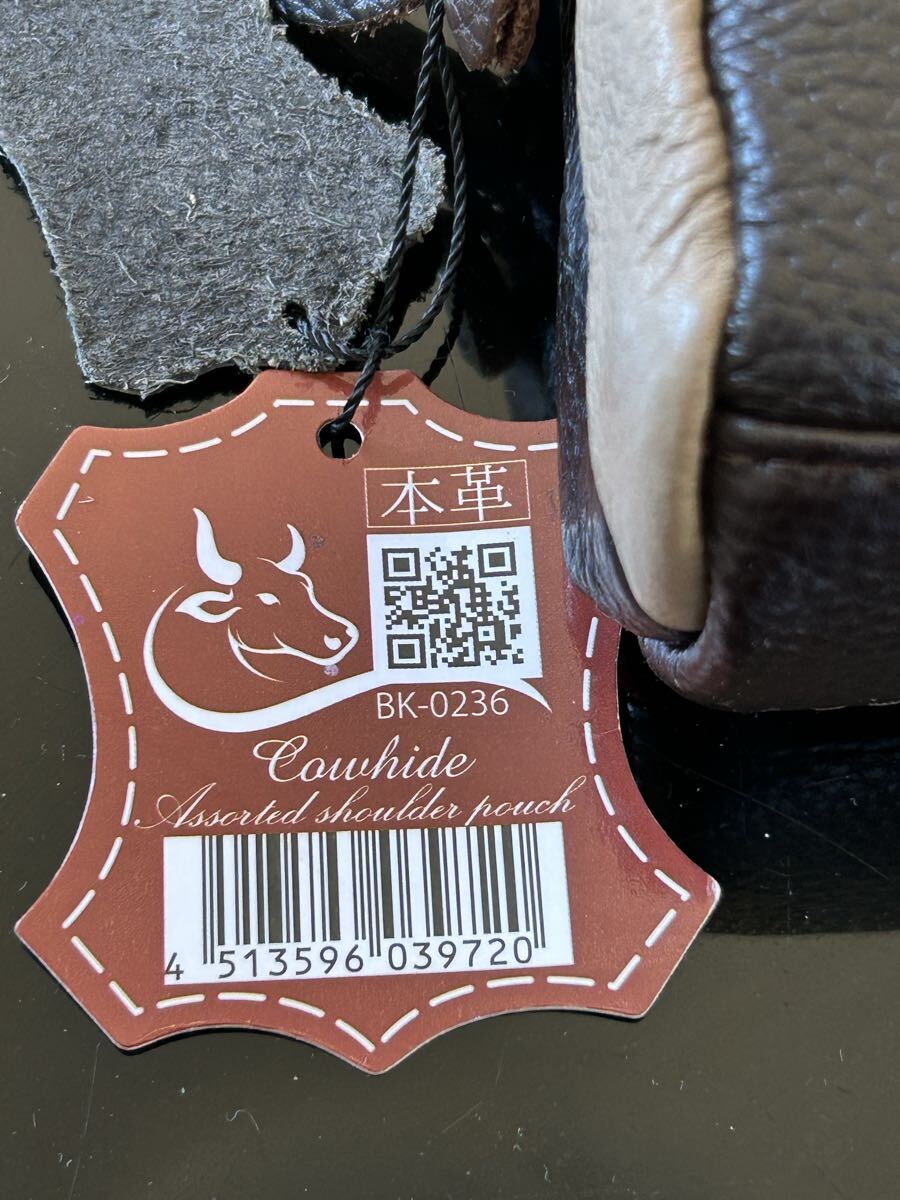 本革
BK-0236
Cowhide
Assorted shoulder pouch
4 513596 039720